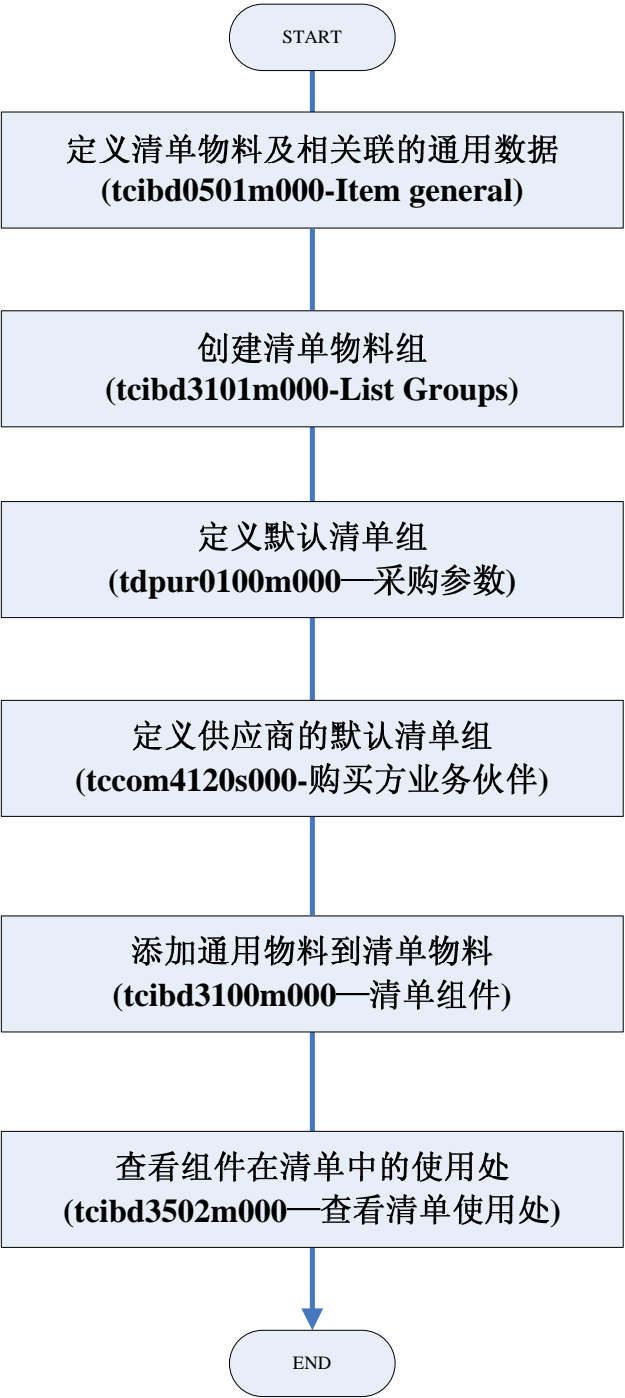 START
定义清单物料及相关联的通用数据
(tcibd0501m000-Item general)
创建清单物料组
(tcibd3101m000-List Groups)
定义默认清单组
(tdpur0100m000—采购参数)
定义供应商的默认清单组
(tccom4120s000-购买方业务伙伴)
添加通用物料到清单物料
(tcibd3100m000—清单组件)
查看组件在清单中的使用处
(tcibd3502m000—查看清单使用处)
END